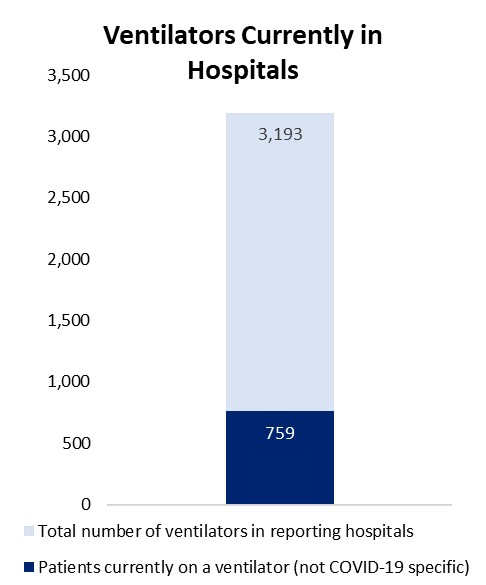 Ventilators Currently in
Hospitals
3,500
3,000
2,500
2,000
1,500
1,000
500
0
3,193
759
Total number of ventilators in reporting hospitals
Patients currently on a ventilator (not COVID-19 specific)